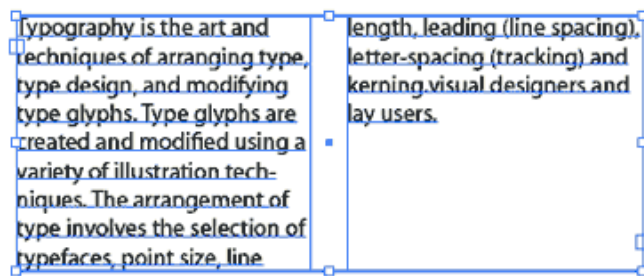 Typography is the art and
techniques of arranging type,
type design, and modifying
type glyphs. Type glyphs are
created and modified using a
variety of illustration tech-
niques. The arrangement of
type involves the selection of
typefaces, point size, line
length, leading (line spacing),
letter-spacing (tracking) and
kerning.visual designers and
lay users.